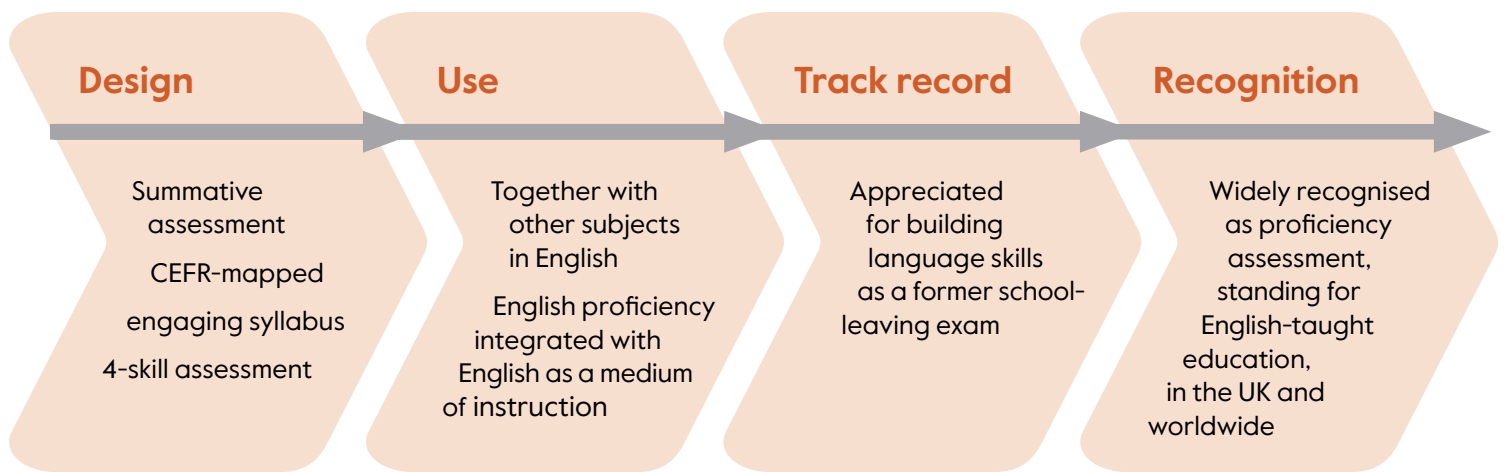 Design
Summative
assessment
CEFR-mapped
engaging syllabus
4-skill assessment
Use
Together with
other subjects
in English
English proficiency
integrated with
English as a medium
of instruction
Track record
Appreciated
for building
language skills
as a former school-
leaving exam
Recognition
Widely recognised
as proficiency
assessment,
standing for
English-taught
education,
in the UK and
worldwide